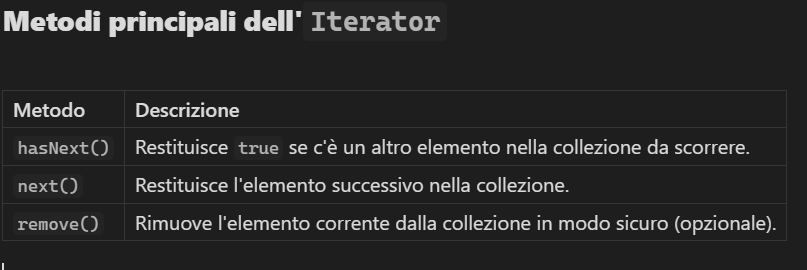 Metodi principali dell'Iterator
Metodo Descrizione
hasNext() Restituisce true se c'è un altro elemento nella collezione da scorrere.
next() Restituisce l'elemento successivo nella collezione.
remove() Rimuove l'elemento corrente dalla collezione in modo sicuro (opzionale).